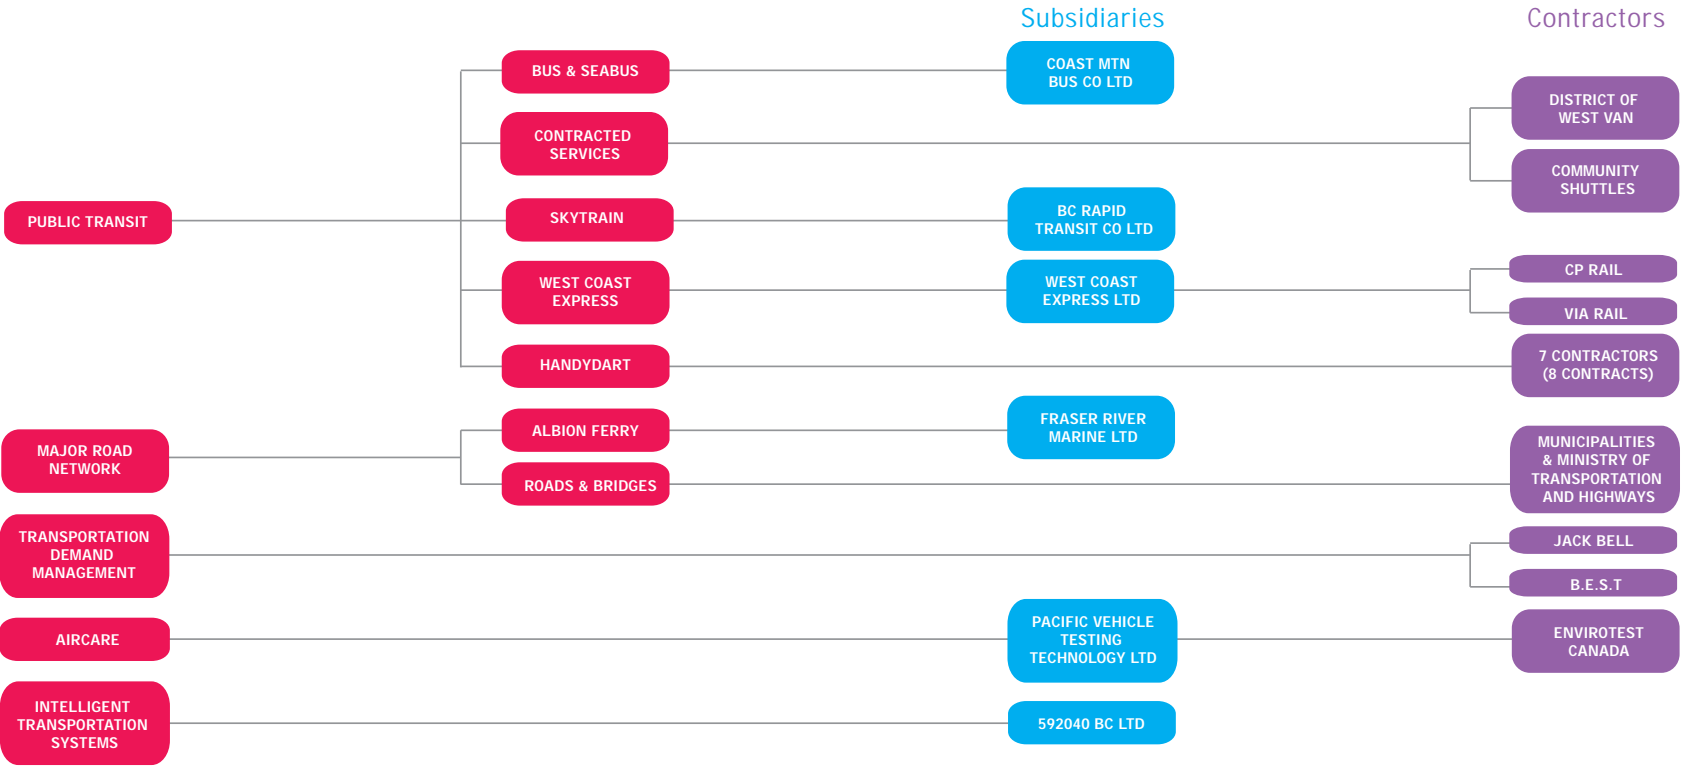 Subsidiaries
Contractors
BUS & SEABUS
COAST MTN
BUS CO LTD
DISTRICT OF
WEST VAN
CONTRACTED
SERVICES
COMMUNITY
SHUTTLES
PUBLIC TRANSIT
SKYTRAIN
BC RAPID
TRANSIT CO LTD
WEST COAST
EXPRESS
WEST COAST
EXPRESS LTD
CP RAIL
VIA RAIL
HANDYDART
7 CONTRACTORS
(8 CONTRACTS)
MAJOR ROAD
NETWORK
ALBION FERRY
FRASER RIVER
MARINE LTD
ROADS & BRIDGES
MUNICIPALITIES
& MINISTRY OF
TRANSPORTATION
AND HIGHWAYS
TRANSPORTATION
DEMAND
MANAGEMENT
JACK BELL
B.E.S.T
AIRCARE
PACIFIC VEHICLE
TESTING
TECHNOLOGY LTD
ENVIROTEST
CANADA
INTELLIGENT
TRANSPORTATION
SYSTEMS
592040 BC LTD